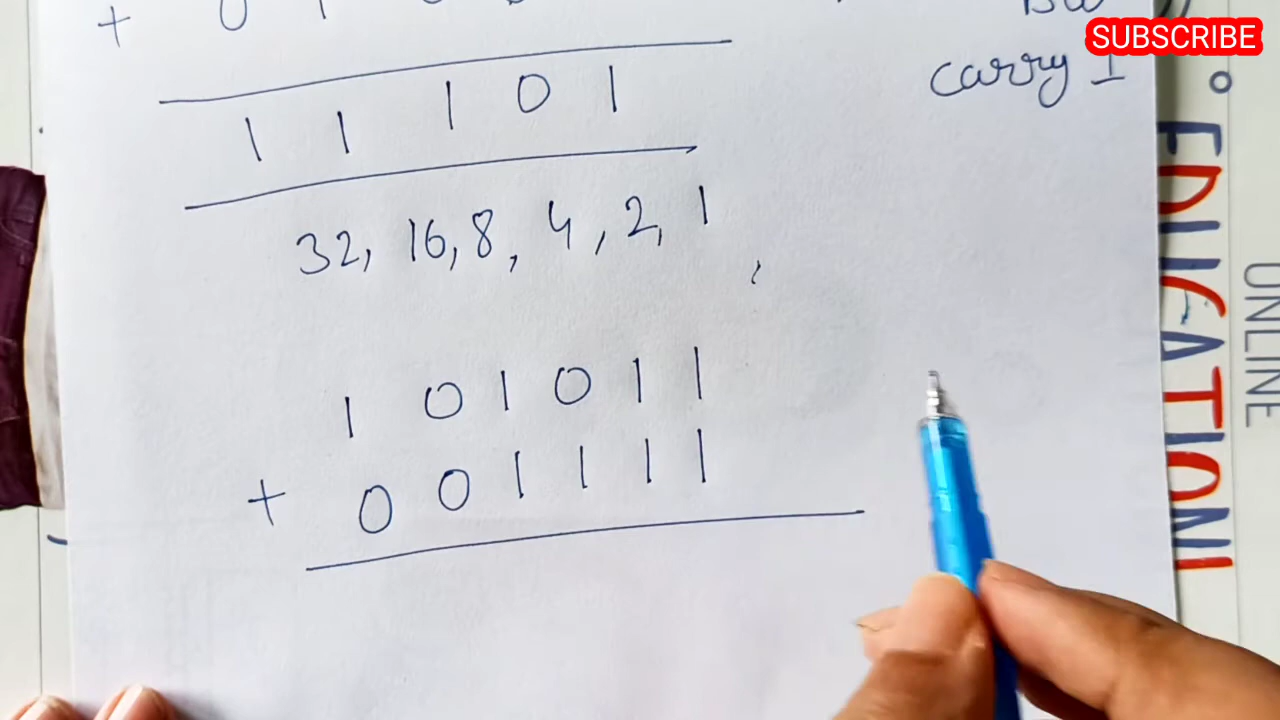 SUBSCRIBE
carry 1
1 1 1 0 1
32, 16, 8, 4, 2, 1
1 0 1 0 1 1
+ 0 0 1 1 1 1
EDUCATION
ONLINE